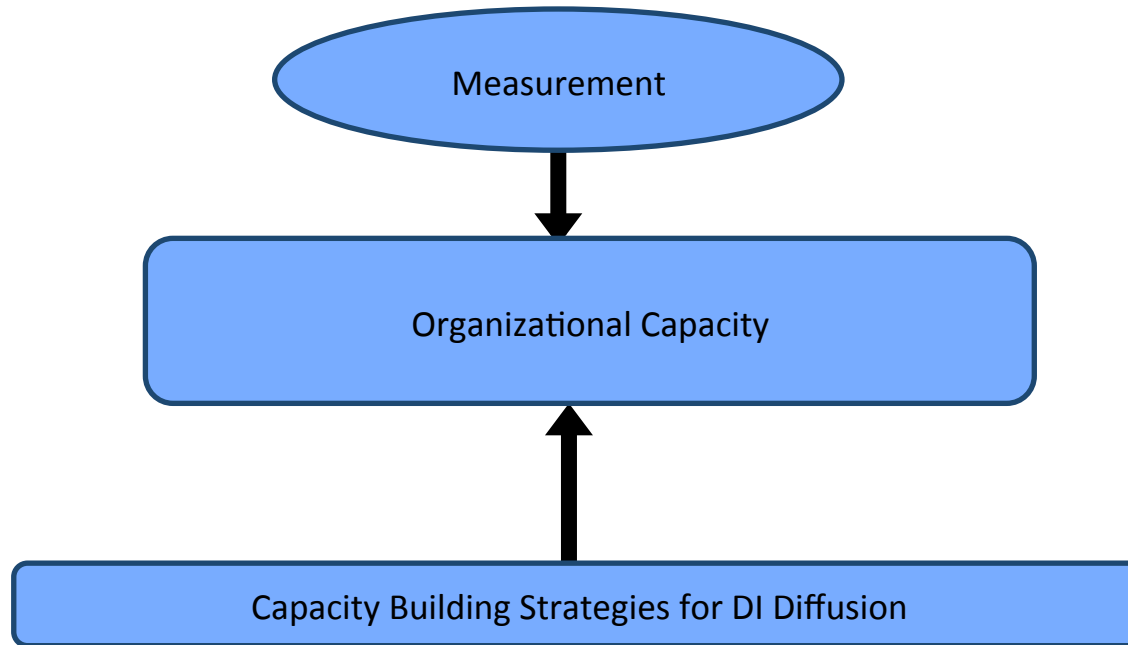 Measurement
Organizational Capacity
Capacity Building Strategies for DI Diffusion